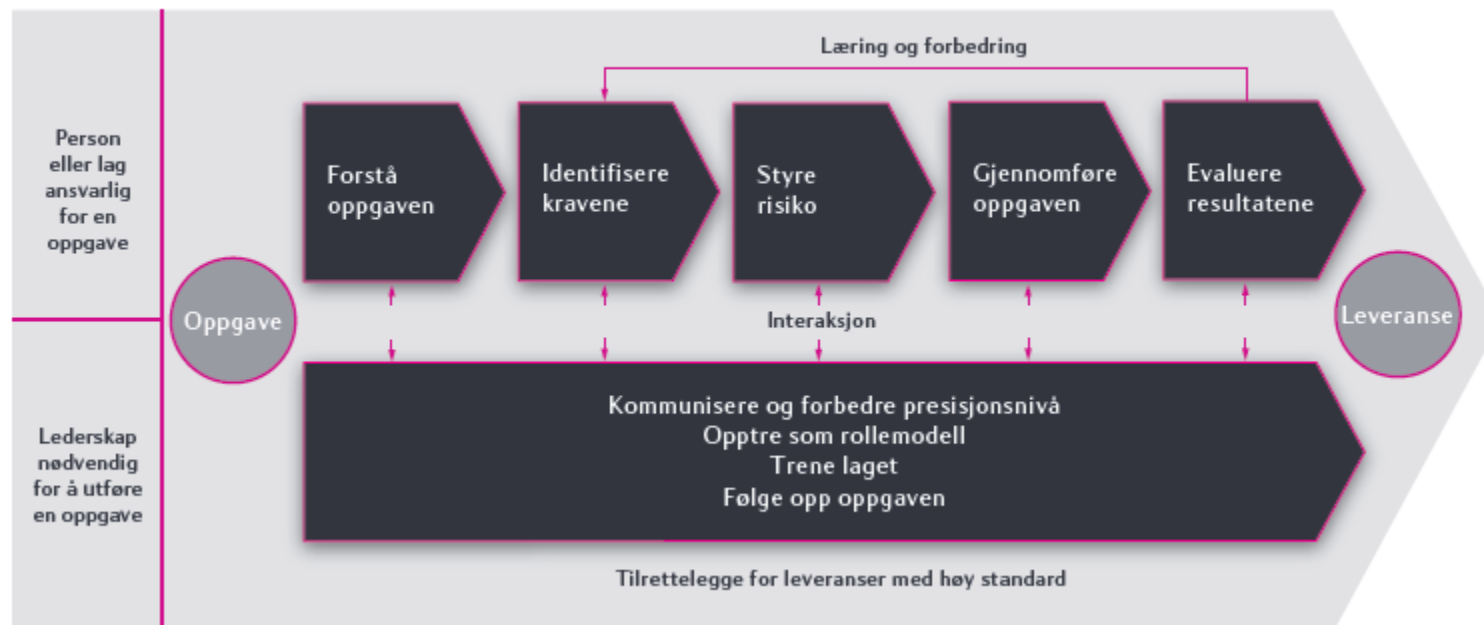 Læring og forbedring
Person
eller lag
ansvarlig
for en
oppgave
Forstå
oppgaven
Identifisere
kravene
Styre
risiko
Gjennomføre
oppgaven
Evaluere
resultatene
Oppgave
Interaksjon
Leveranse
Lederskap
nødvendig
for å utføre
en oppgave
Kommunisere og forbedre presisjonsnivå
Opptre som rollemodell
Trene laget
Følge opp oppgaven
Tilrettelegge for leveranser med høy standard